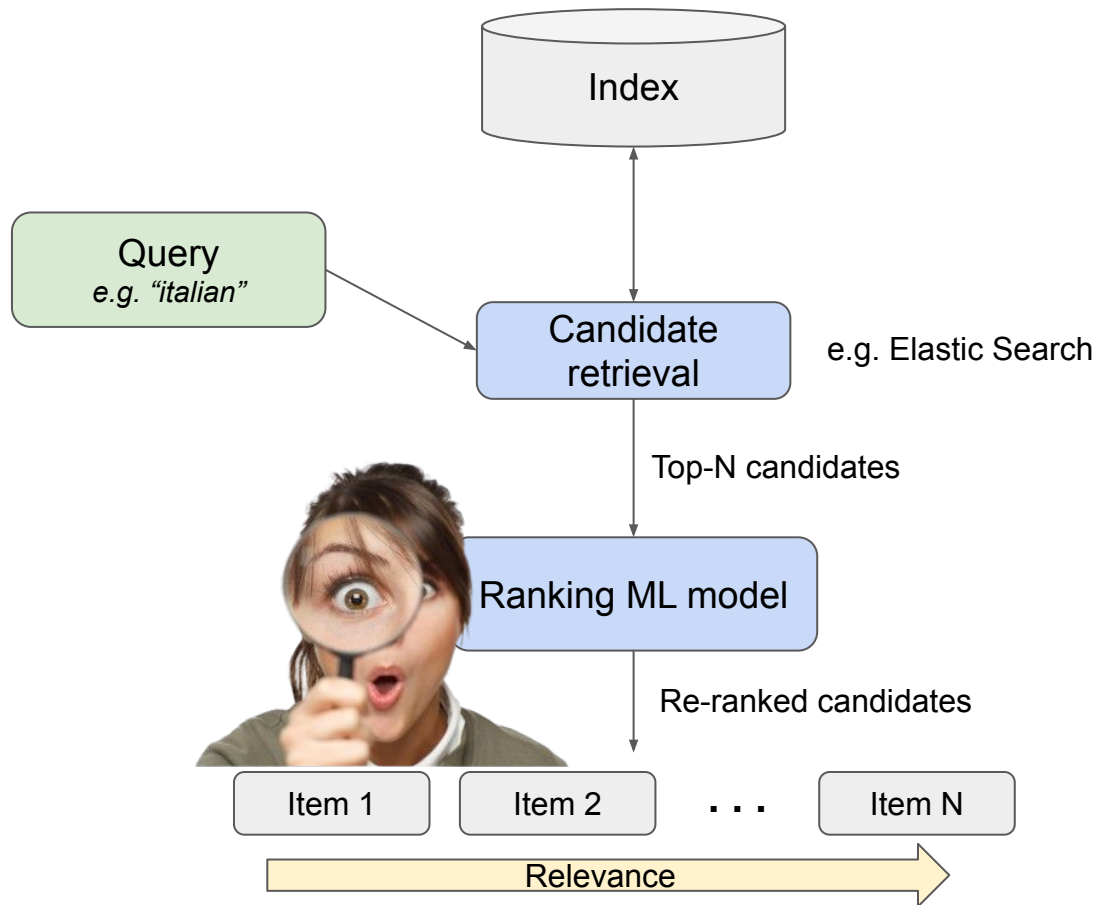 Index
Query
e.g. “italian”
Candidate
retrieval
e.g. Elastic Search
Top-N candidates
Ranking ML model
Re-ranked candidates
Item 1
Item 2
. . .
Item N
Relevance